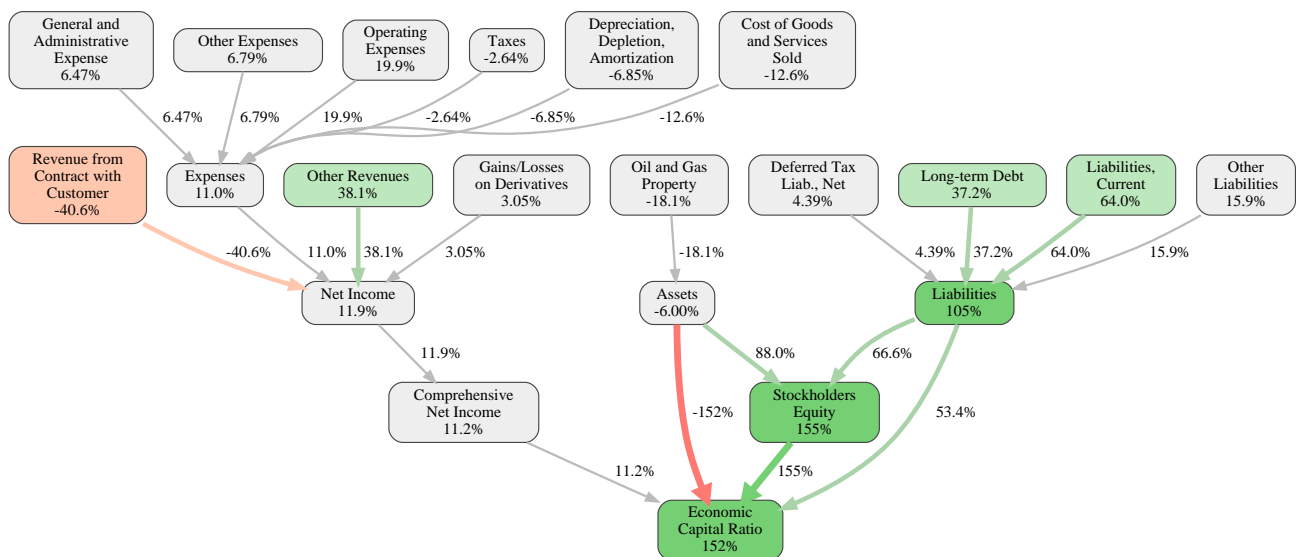 General and
Administrative
Expense
6.47%
Other Expenses
6.79%
Operating
Expenses
19.9%
Taxes
-2.64%
Depreciation,
Depletion,
Amortization
-6.85%
Cost of Goods
and Services
Sold
-12.6%
6.47%
6.79%
19.9%
-2.64%
-6.85%
-12.6%
Revenue from
Contract with
Customer
-40.6%
Expenses
11.0%
Other Revenues
38.1%
Gains/Losses
on Derivatives
3.05%
Oil and Gas
Property
-18.1%
Deferred Tax
Liab., Net
4.39%
Long-term Debt
37.2%
Liabilities,
Current
64.0%
Other
Liabilities
15.9%
-40.6%
11.0%
38.1%
3.05%
-18.1%
4.39%
37.2%
64.0%
15.9%
Net Income
11.9%
Assets
-6.00%
Liabilities
105%
11.9%
88.0%
66.6%
Comprehensive
Net Income
11.2%
-152%
Stockholders
Equity
155%
53.4%
11.2%
155%
Economic
Capital Ratio
152%